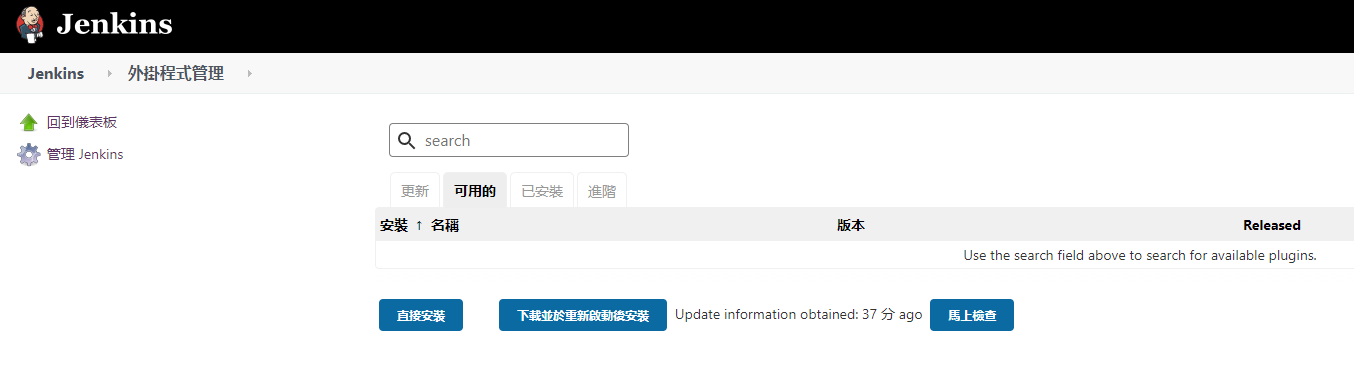 Jenkins
Jenkins 外掛程式管理
回到儀表板
管理 Jenkins
search
更新 可用的 已安裝 進階
安裝 ↑ 名稱 版本 Released
Use the search field above to search for available plugins.
直接安裝 下載並於重新啟動後安裝 Update information obtained: 37 分 ago 馬上檢查